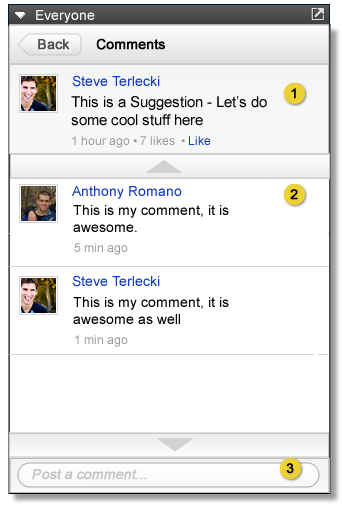 Everyone
Back Comments
Steve Terlecki
1
This is a Suggestion - Let's do
some cool stuff here
1 hour ago • 7 likes • Like
Anthony Romano
2
This is my comment, it is
awesome.
5 min ago
Steve Terlecki
This is my comment, it is
awesome as well
1 min ago
Post a comment...
3